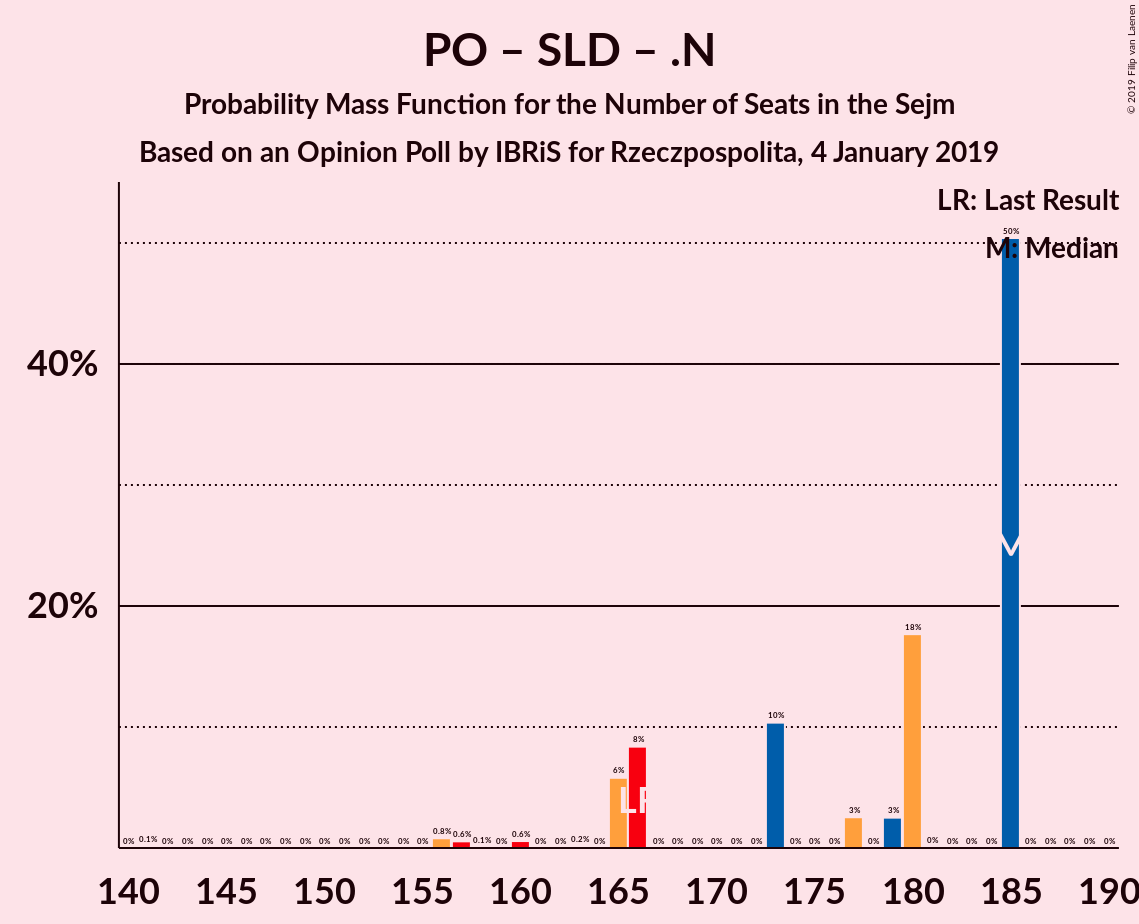 © 2019 Filip van Laenen
PO – SLD – .N
Probability Mass Function for the Number of Seats in the Sejm
Based on an Opinion Poll by IBRiS for Rzeczpospolita, 4 January 2019
LR: Last Result
M: Median
40%
20%
0% 0.1% 0% 0% 0% 0% 0% 0% 0% 0% 0% 0% 0% 0% 0% 0% 0.8% 0.6% 0.1% 0% 0.6% 0% 0% 0.2% 0% 6% 8% 0% 0% 0% 0% 0% 0% 10% 0% 0% 0% 3% 0% 3% 18% 0% 0% 0% 0% 50% 0% 0% 0% 0% 0%
LR
M
140 145 150 155 160 165 170 175 180 185 190